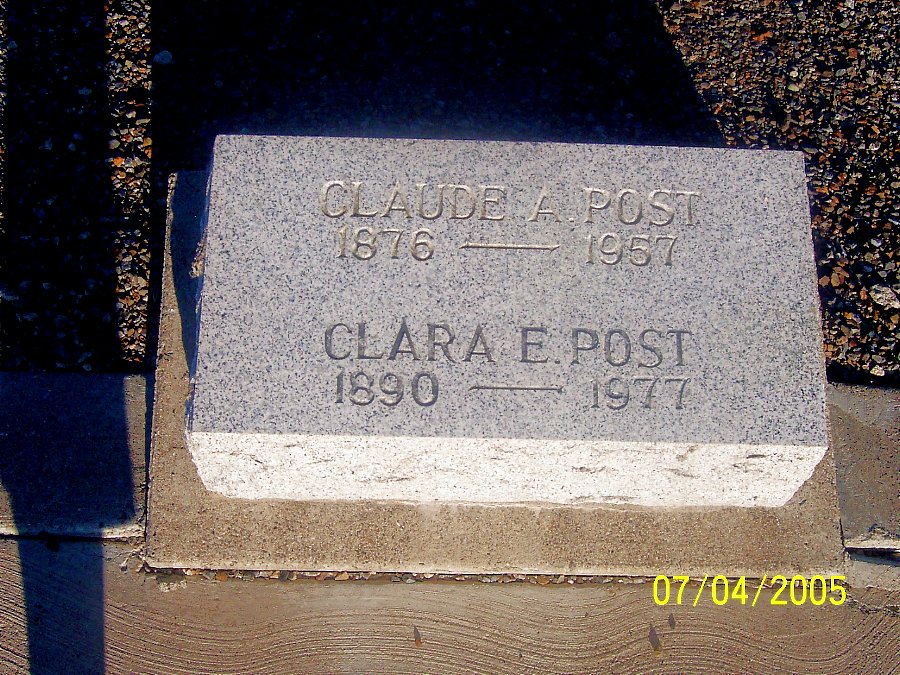 CLAUDE A. POST
1876 — 1957
CLARA E. POST
1890 — 1977
07/04/2005